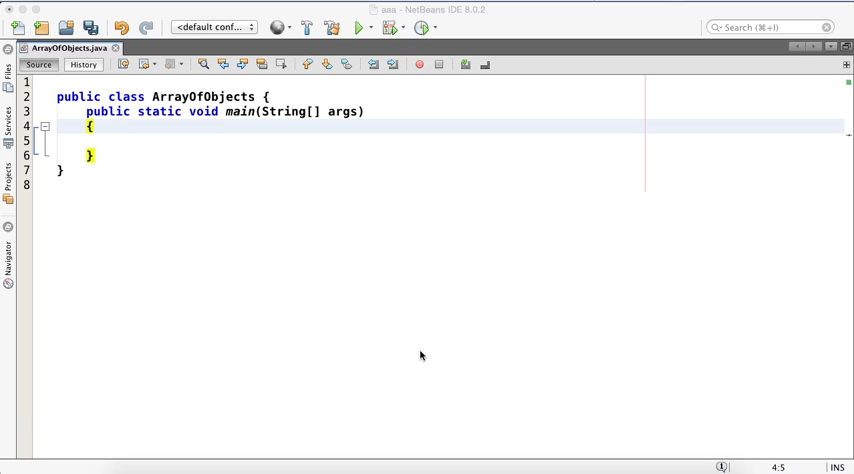 aaa - NetBeans IDE 8.0.2
<default conf...
Search (⌘+I)
ArrayOfObjects.java
Source History
Files
Services
Projects
Navigator
1
2 public class ArrayOfObjects {
3 public static void main(String[] args)
4 {
5
6 }
7 }
8
1
4:5 INS